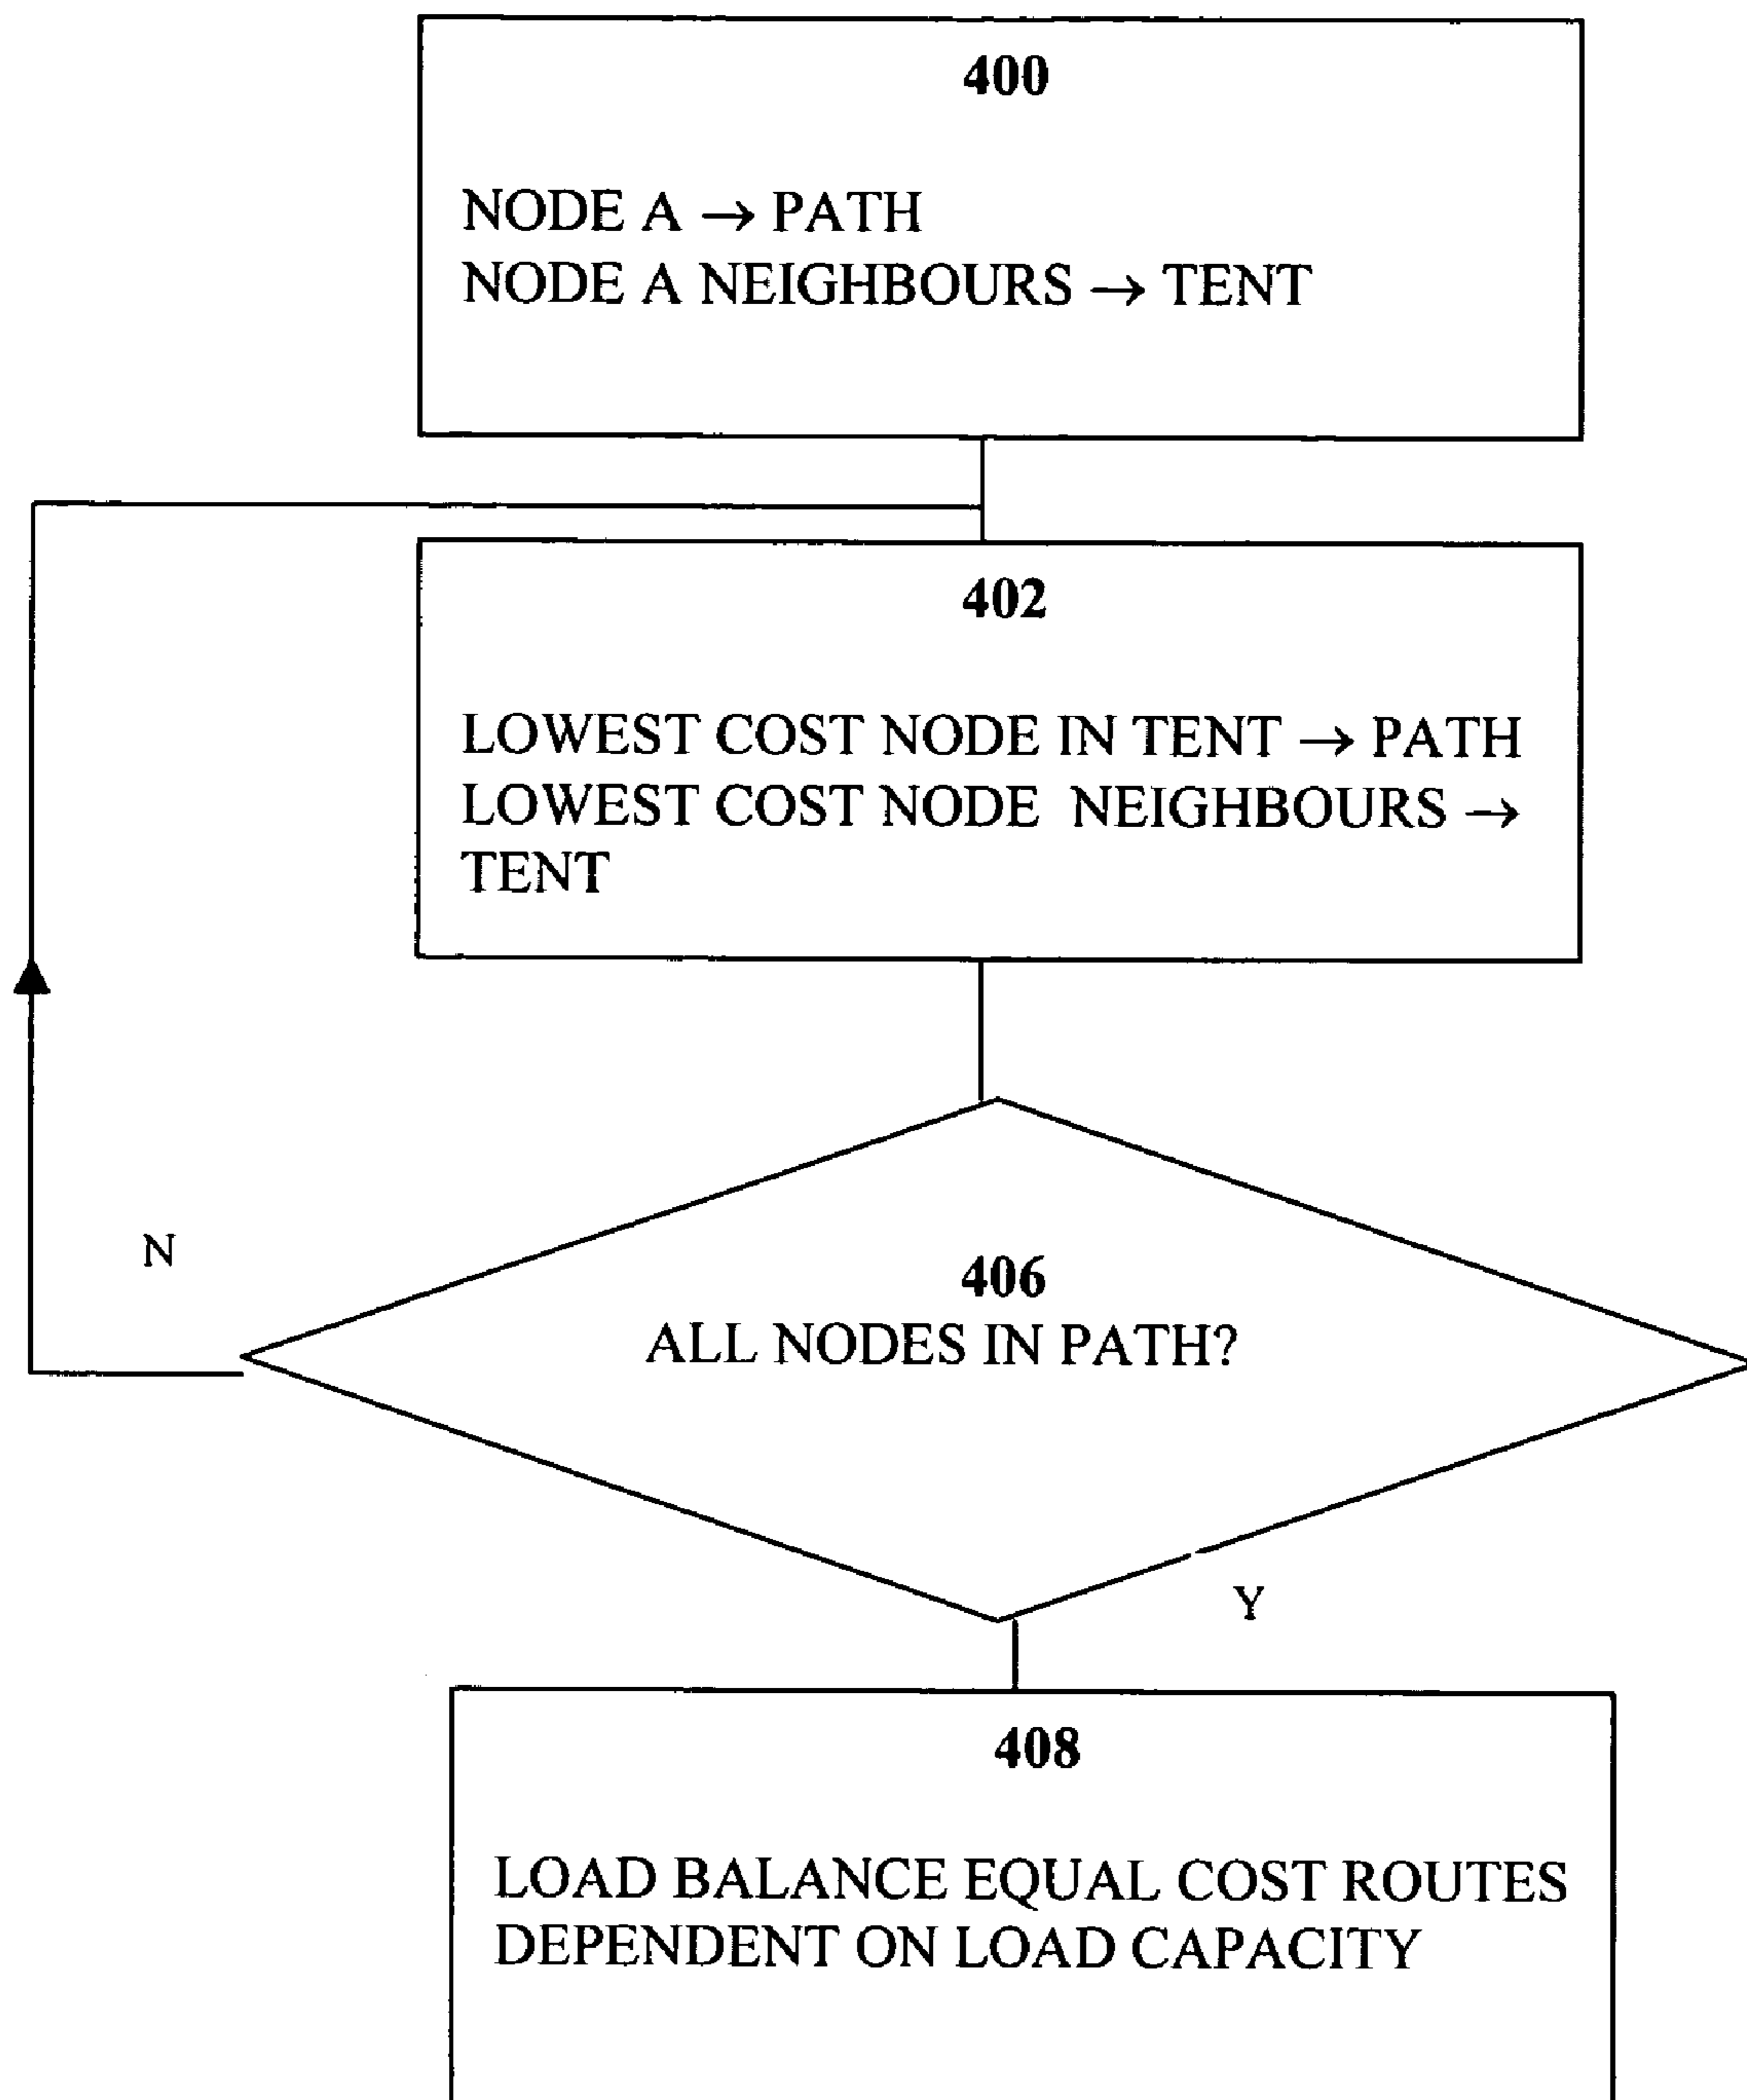 400
NODE A → PATH
NODE A NEIGHBOURS → TENT
402
LOWEST COST NODE IN TENT → PATH
LOWEST COST NODE NEIGHBOURS →
TENT
N
406
ALL NODES IN PATH?
Y
408
LOAD BALANCE EQUAL COST ROUTES
DEPENDENT ON LOAD CAPACITY